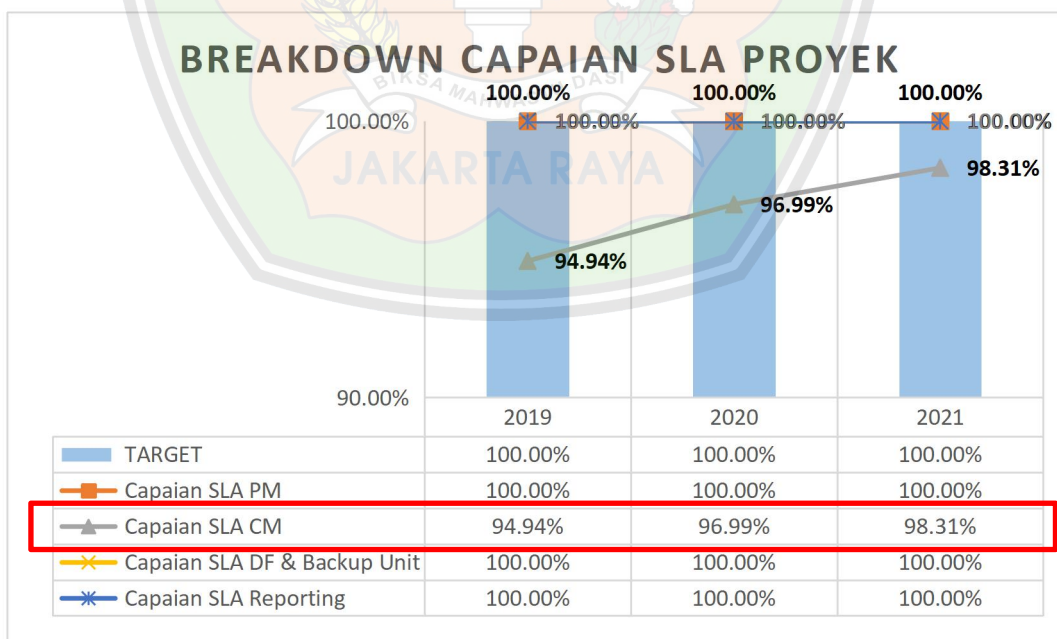 BREAKDOWN CAPAIAN SLA PROYEK
BIKSA MAHWASTU DASI
JAKARTA RAYA
100.00% 100.00% 100.00%
100.00% 100.00% 100.00% 100.00%
98.31%
96.99%
94.94%
90.00%
2019 2020 2021
TARGET 100.00% 100.00% 100.00%
Capaian SLA PM 100.00% 100.00% 100.00%
Capaian SLA CM 94.94% 96.99% 98.31%
Capaian SLA DF & Backup Unit 100.00% 100.00% 100.00%
Capaian SLA Reporting 100.00% 100.00% 100.00%